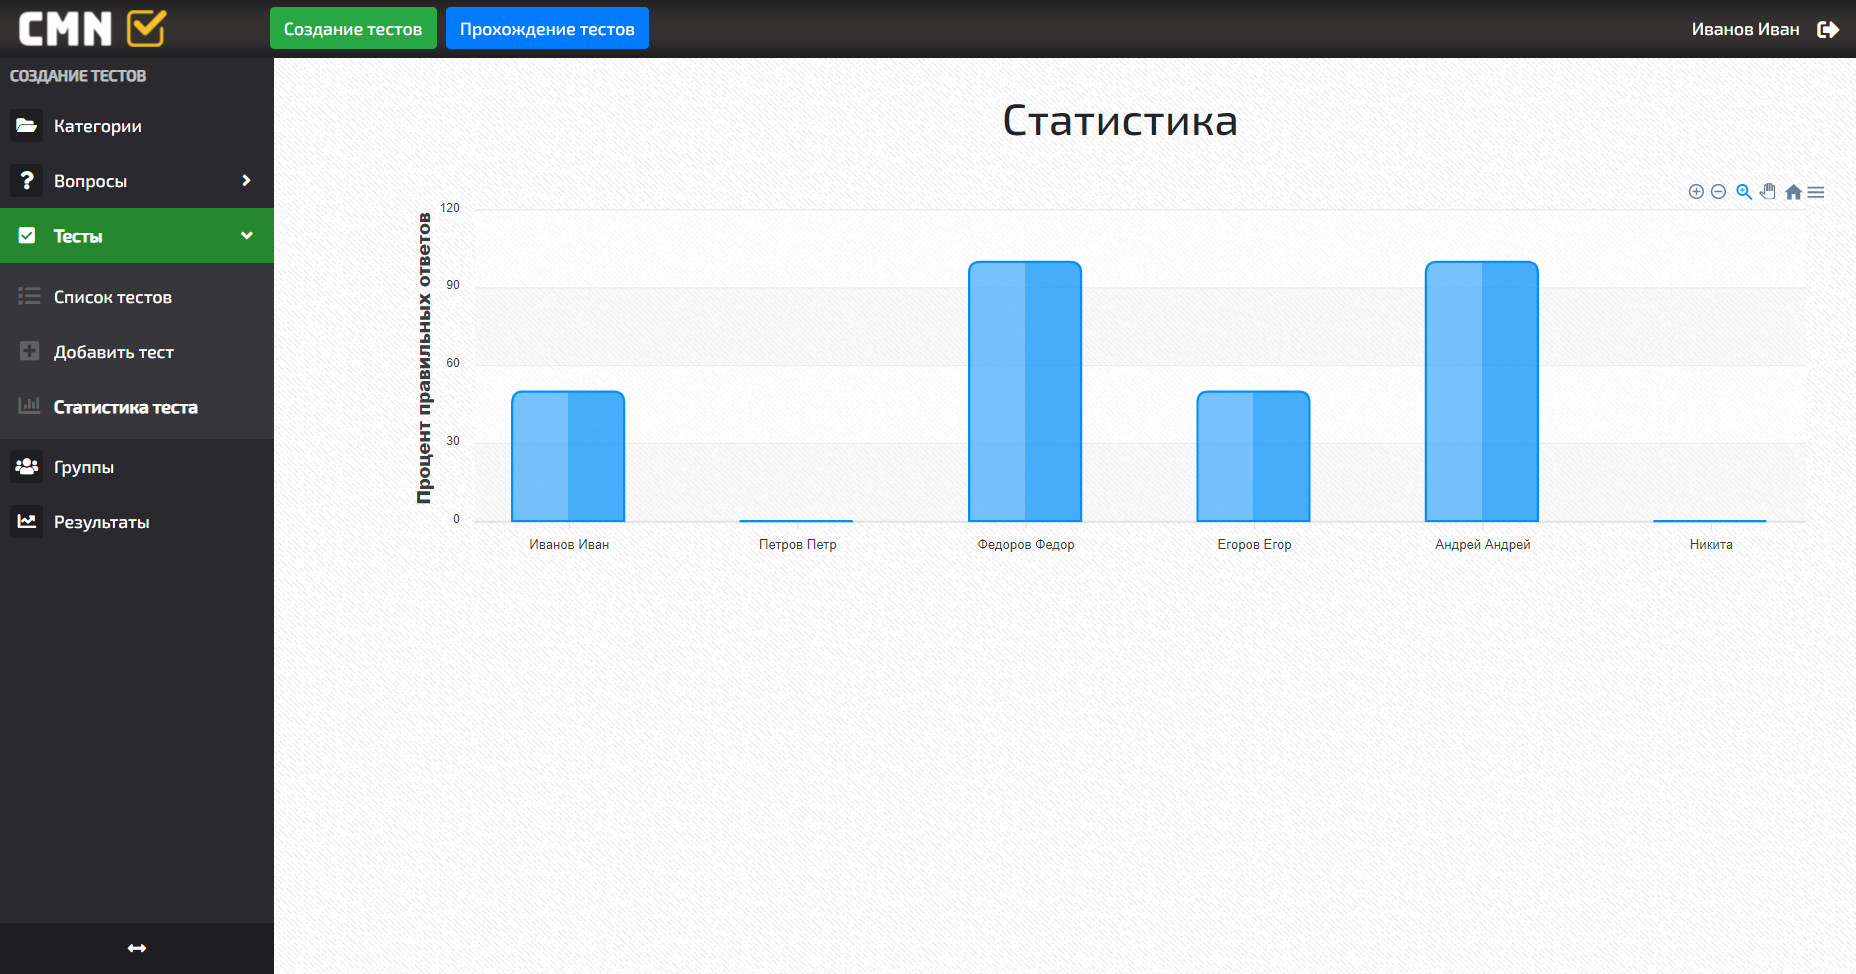 CMN
Создание тестов
Прохождение тестов
Иванов Иван
СОЗДАНИЕ ТЕСТОВ
Категории
Вопросы
Тесты
Список тестов
Добавить тест
Статистика теста
Группы
Результаты
Статистика
Процент правильных ответов
120
90
60
30
0
Иванов Иван
Петров Петр
Федоров Федор
Егоров Егор
Андрей Андрей
Никита